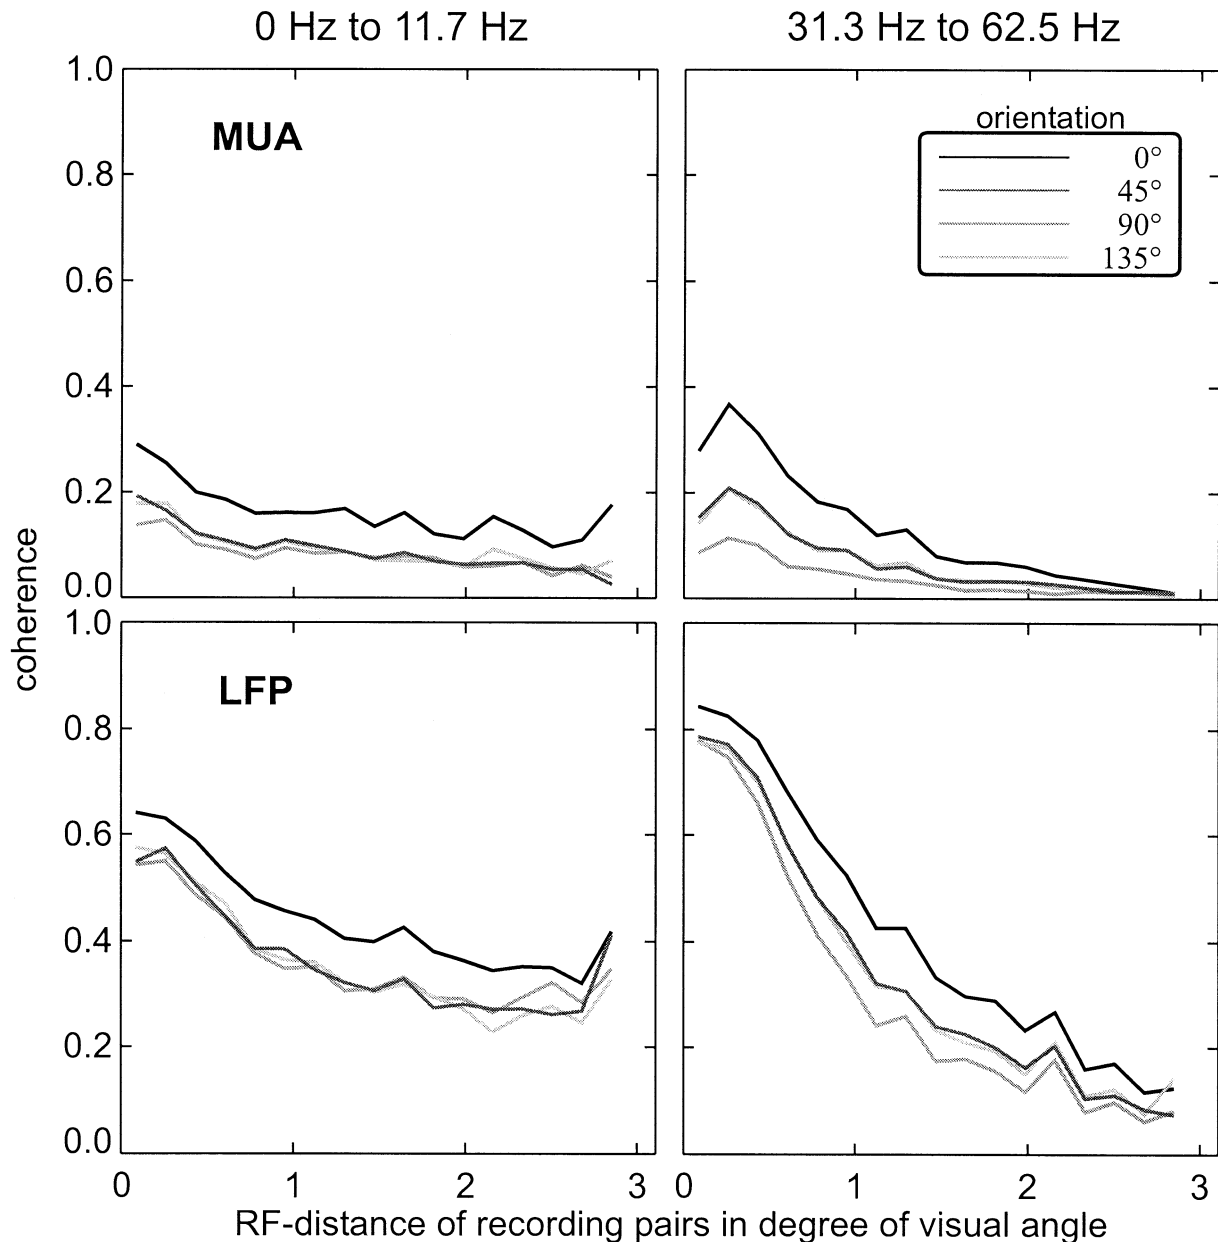 0 Hz to 11.7 Hz
31.3 Hz to 62.5 Hz
1.0
0.8
0.6
0.4
0.2
0.0
MUA
orientation
0°
45°
90°
135°
coherence
1.0
0.8
0.6
0.4
0.2
0.0
LFP
0 1 2 3
0 1 2 3
RF-distance of recording pairs in degree of visual angle